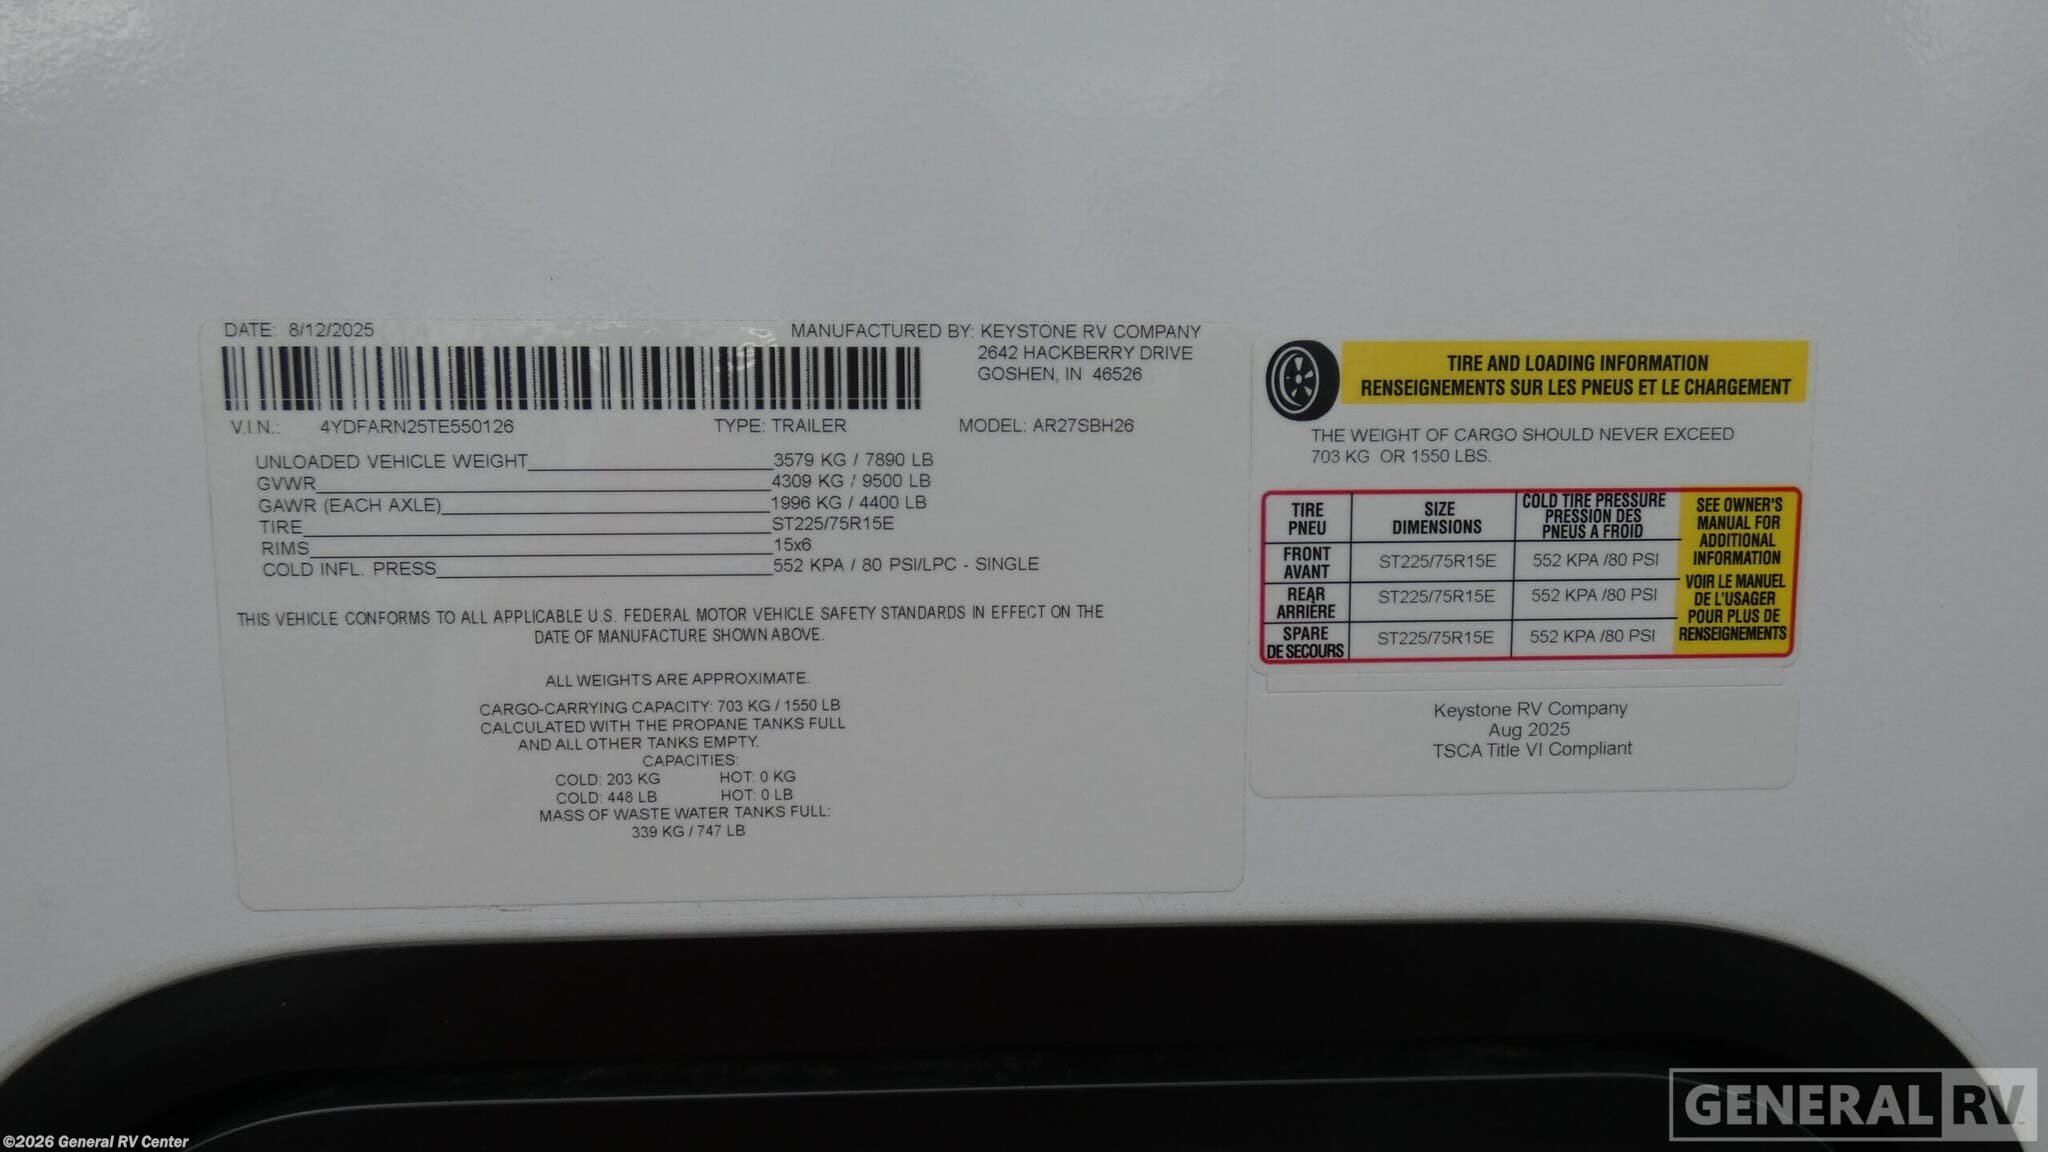 DATE: 8/12/2025
MANUFACTURED BY: KEYSTONE RV COMPANY
2642 HACKBERRY DRIVE
GOSHEN, IN 46526
V.I.N.: 4YDFARN25TE550126 TYPE: TRAILER MODEL: AR27SBH26
UNLOADED VEHICLE WEIGHT 3579 KG / 7890 LB
GVWR 4309 KG / 9500 LB
GAWR (EACH AXLE) 1996 KG / 4400 LB
TIRE ST225/75R15E
RIMS 15x6
COLD INFL. PRESS 552 KPA / 80 PSI/LPC - SINGLE
THIS VEHICLE CONFORMS TO ALL APPLICABLE U.S. FEDERAL MOTOR VEHICLE SAFETY STANDARDS IN EFFECT ON THE
DATE OF MANUFACTURE SHOWN ABOVE.
ALL WEIGHTS ARE APPROXIMATE.
CARGO-CARRYING CAPACITY: 703 KG / 1550 LB
CALCULATED WITH THE PROPANE TANKS FULL
AND ALL OTHER TANKS EMPTY.
CAPACITIES:
COLD: 203 KG HOT: 0 KG
COLD: 448 LB HOT: 0 LB
MASS OF WASTE WATER TANKS FULL:
339 KG / 747 LB
TIRE AND LOADING INFORMATION
RENSEIGNEMENTS SUR LES PNEUS ET LE CHARGEMENT
THE WEIGHT OF CARGO SHOULD NEVER EXCEED
703 KG OR 1550 LBS.
TIRE
PNEU
SIZE
DIMENSIONS
COLD TIRE PRESSURE
PRESSION DES
PNEUS A FROID
FRONT
AVANT
ST225/75R15E
552 KPA /80 PSI
REAR
ARRIÈRE
ST225/75R15E
552 KPA /80 PSI
SPARE
DE SECOURS
ST225/75R15E
552 KPA /80 PSI
SEE OWNER'S
MANUAL FOR
ADDITIONAL
INFORMATION
VOIR LE MANUEL
DE L'USAGER
POUR PLUS DE
RENSEIGNEMENTS
Keystone RV Company
Aug 2025
TSCA Title VI Compliant
GENERAL RV
©2026 General RV Center